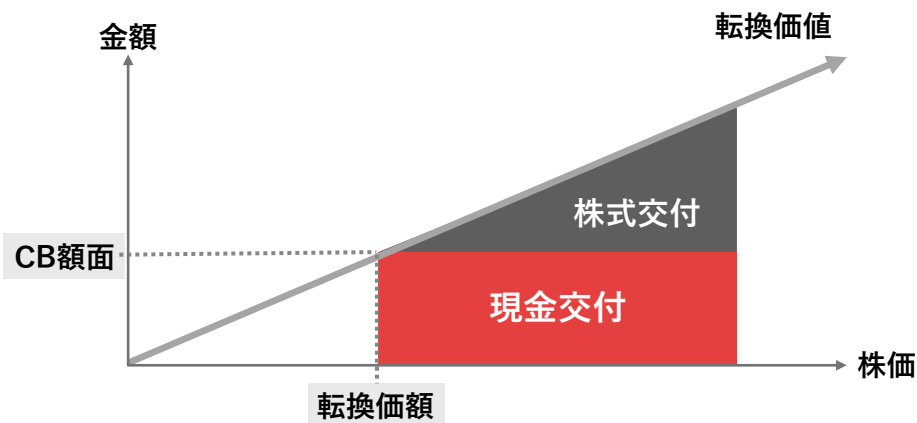 金額
転換価値
株式交付
CB額面
現金交付
株価
転換価額